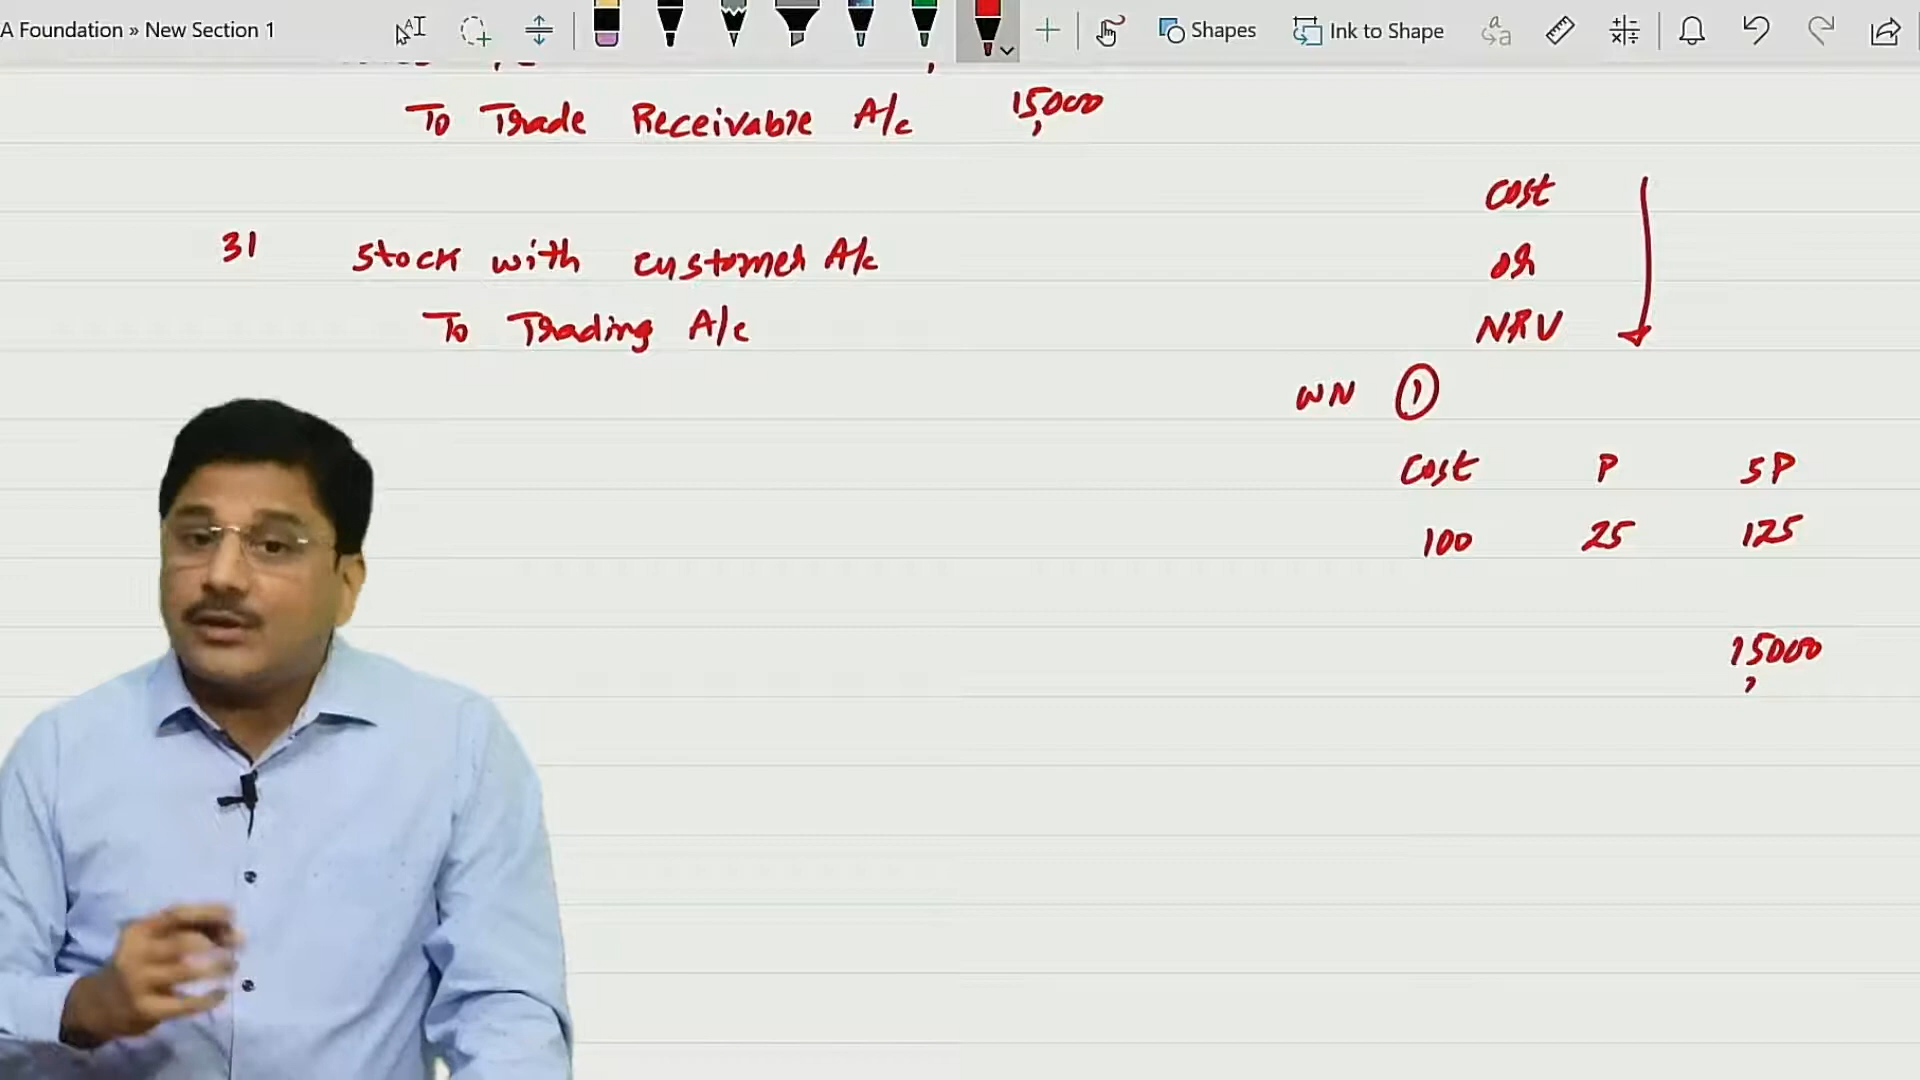 A Foundation » New Section 1
Shapes
Ink to Shape
To Trade Receivable A/c 15,000
31 Stock with customer A/c
To Trading A/c
Cost
or
NRV
WN ①
Cost P SP
100 25 125
15,000